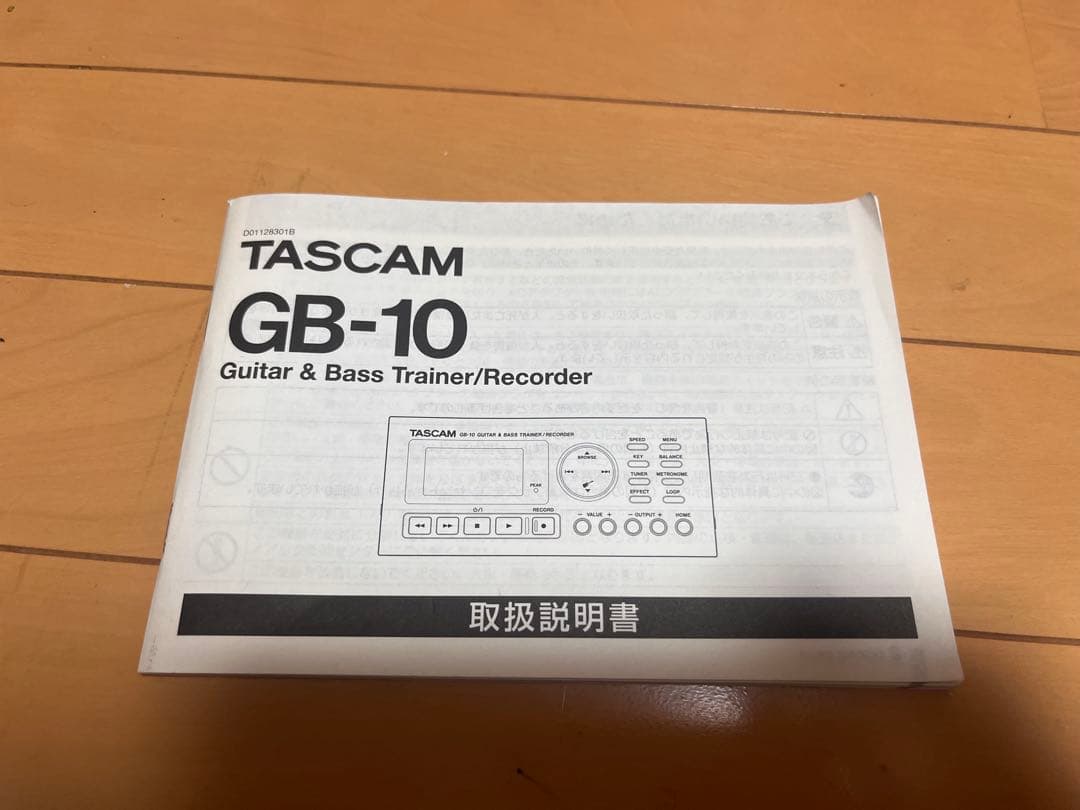 D01128301B
TASCAM
GB-10
Guitar & Bass Trainer/Recorder
TASCAM GB-10 GUITAR & BASS TRAINER/RECORDER
PEAK
BROWSE
SPEED MENU
KEY BALANCE
TUNER METRONOME
EFFECT LOOP
⏻/I RECORD
− VALUE + − OUTPUT + HOME
取扱説明書